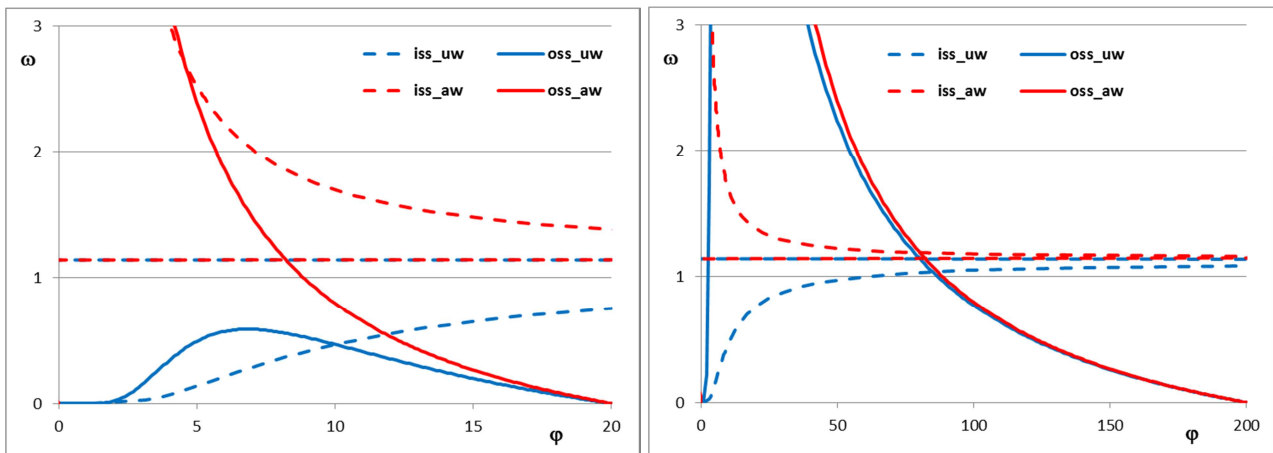 3
ω
iss_uw oss_uw
iss_aw oss_aw
2
1
0
0 5 10 15 20
φ
3
ω
iss_uw oss_uw
iss_aw oss_aw
2
1
0
0 50 100 150 200
φ